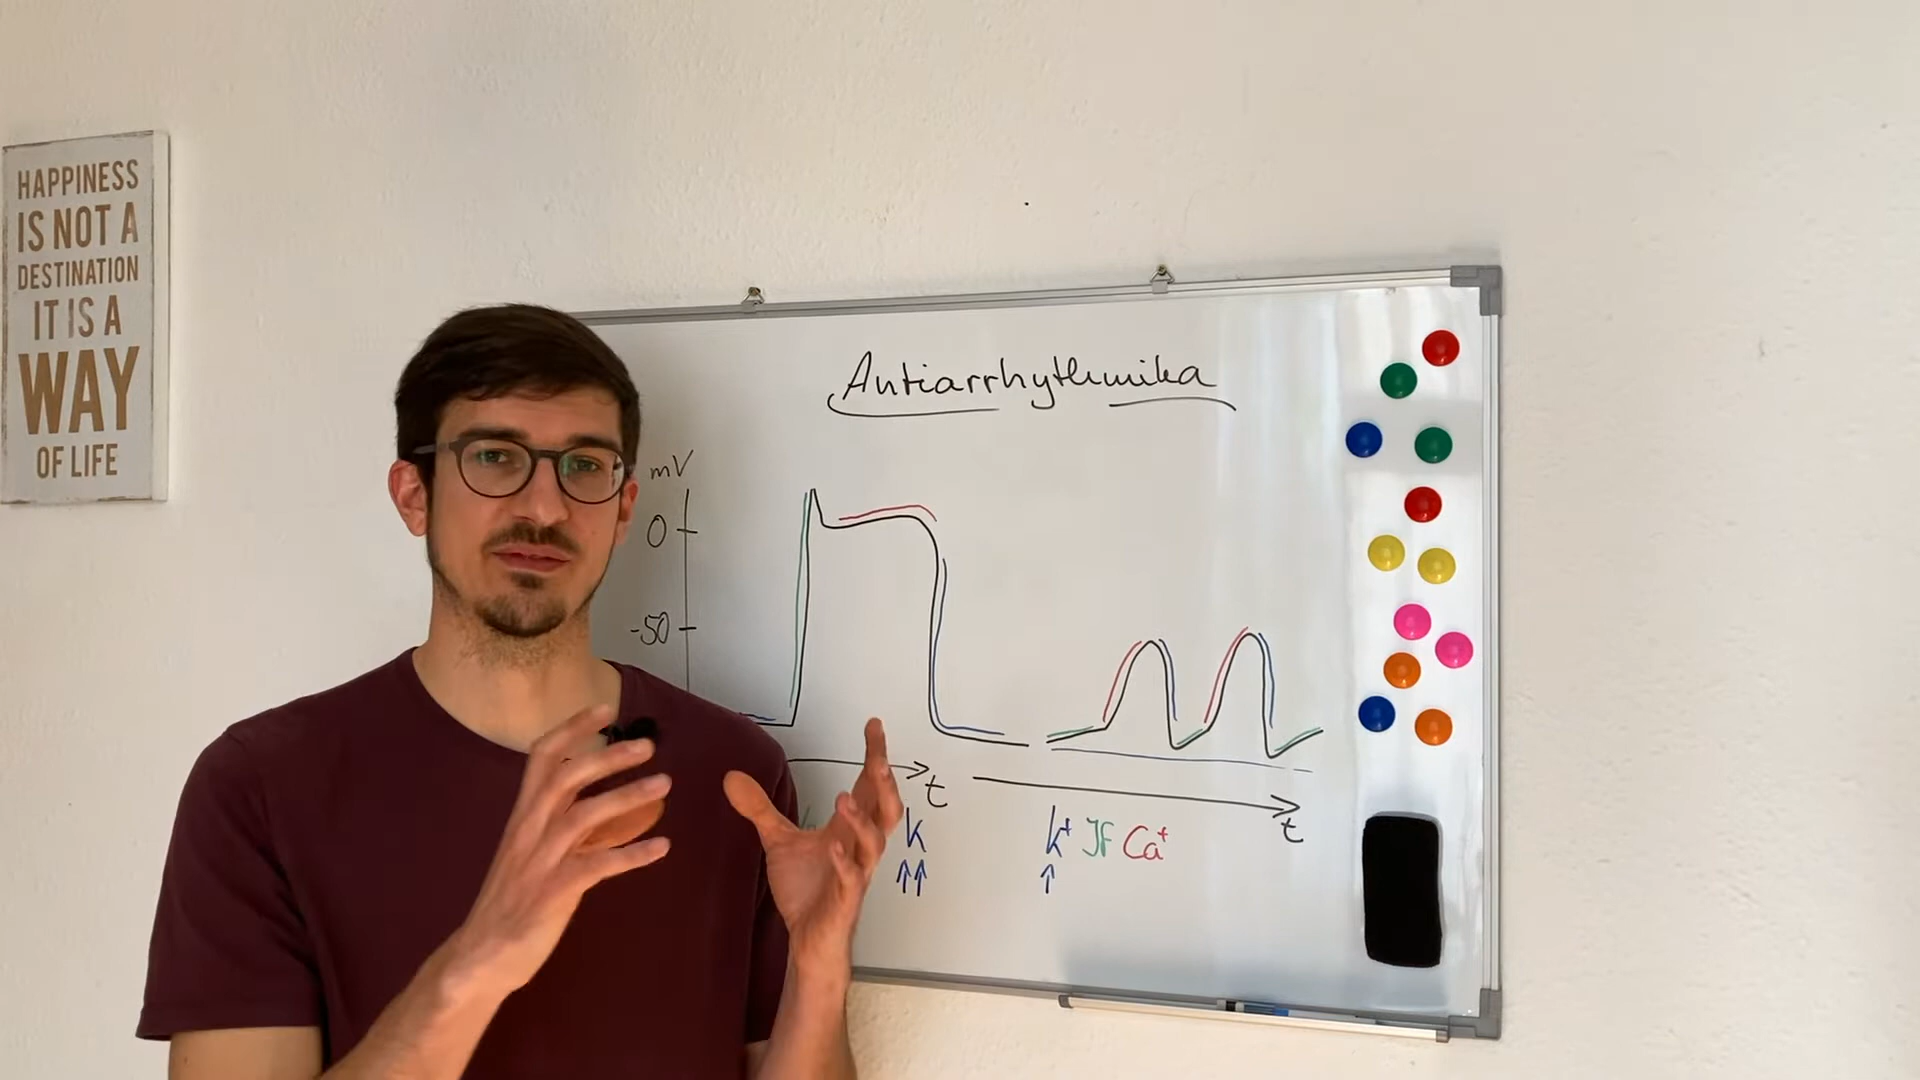 HAPPINESS
IS NOT A
DESTINATION
IT IS A
WAY
OF LIFE
Antiarrhythmika
mV
0
-50
t
t
K
↑↑
K+ If Ca+
↑